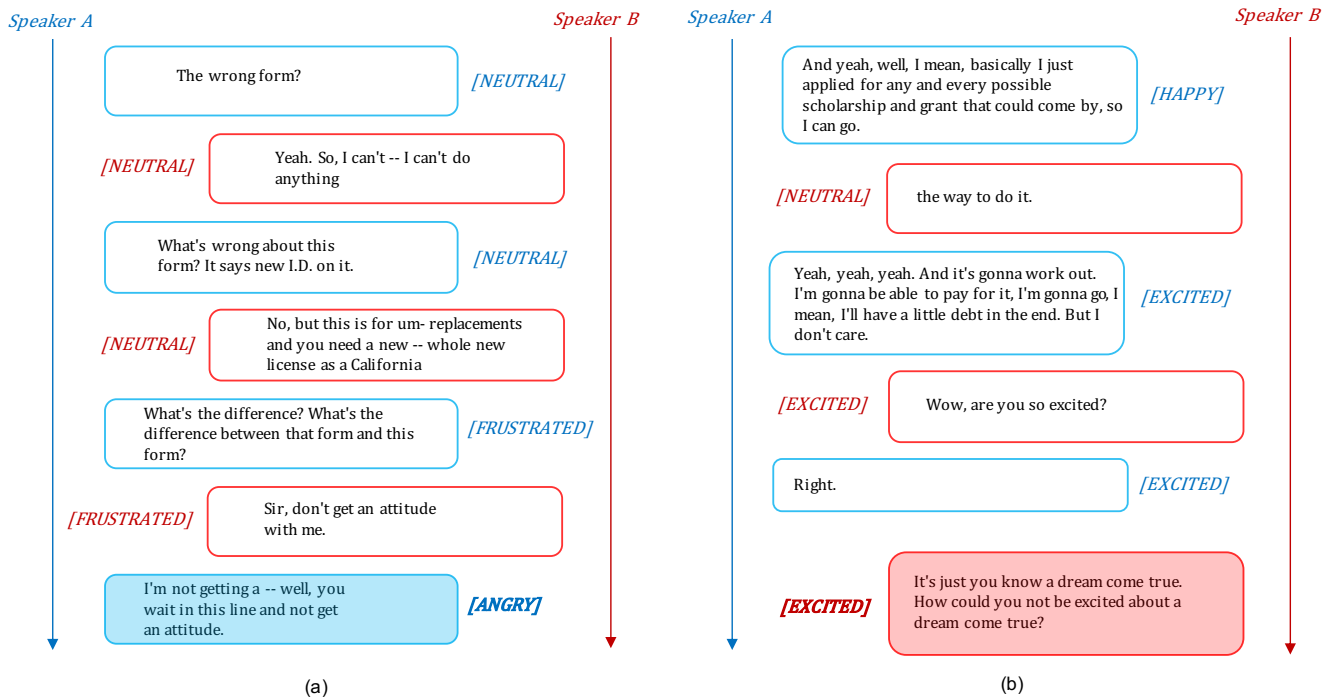 Speaker A
Speaker B
The wrong form?
[NEUTRAL]
[NEUTRAL]
Yeah. So, I can't -- I can't do
anything
What's wrong about this
form? It says new I.D. on it.
[NEUTRAL]
[NEUTRAL]
No, but this is for um- replacements
and you need a new -- whole new
license as a California
What's the difference? What's the
difference between that form and this
form?
[FRUSTRATED]
[FRUSTRATED]
Sir, don't get an attitude
with me.
I'm not getting a -- well, you
wait in this line and not get
an attitude.
[ANGRY]
(a)
Speaker A
Speaker B
And yeah, well, I mean, basically I just
applied for any and every possible
scholarship and grant that could come by, so
I can go.
[HAPPY]
[NEUTRAL]
the way to do it.
Yeah, yeah, yeah. And it's gonna work out.
I'm gonna be able to pay for it, I'm gonna go, I
mean, I'll have a little debt in the end. But I
don't care.
[EXCITED]
[EXCITED]
Wow, are you so excited?
Right.
[EXCITED]
[EXCITED]
It's just you know a dream come true.
How could you not be excited about a
dream come true?
(b)